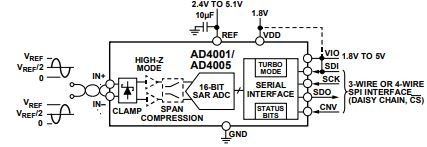 2.4V TO 5.1V
1.8V
10µF
REF
VDD
HIGH-Z
MODE
AD4001/
AD4005
VREF
VREF/2
0
IN+
IN–
VREF
VREF/2
0
CLAMP
SPAN
COMPRESSION
16-BIT
SAR ADC
TURBO
MODE
SERIAL
INTERFACE
STATUS
BITS
VIO
SDI
SCK
SDO
CNV
1.8V TO 5V
3-WIRE OR 4-WIRE
SPI INTERFACE
(DAISY CHAIN, CS)
GND